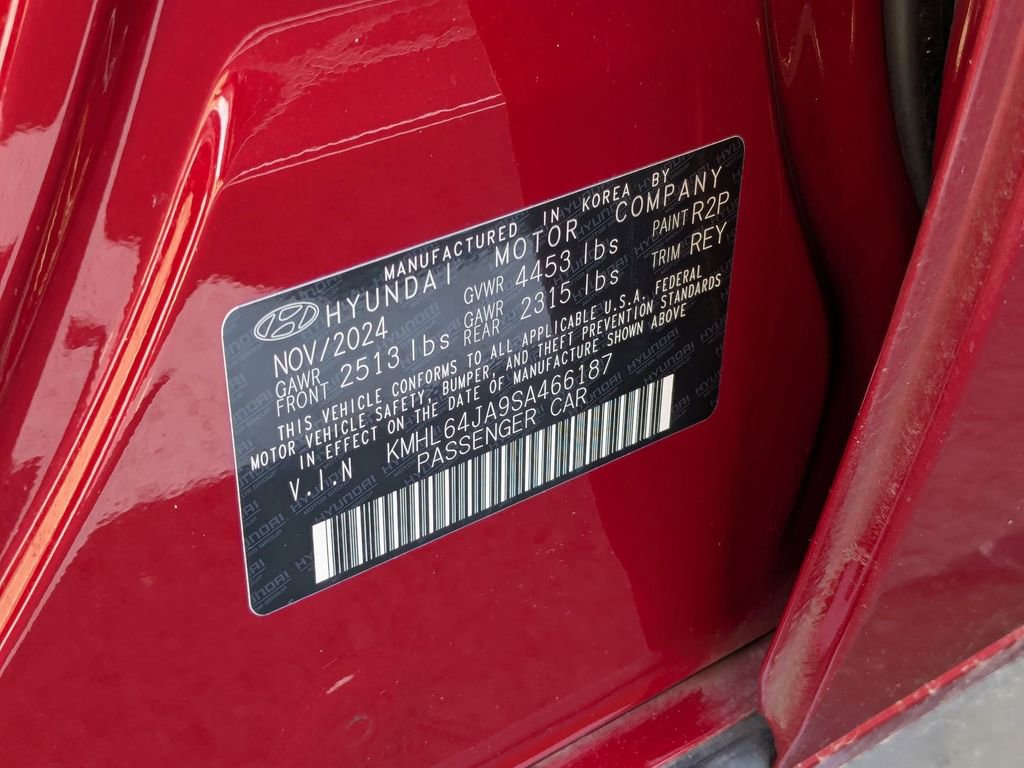 MANUFACTURED IN KOREA BY
HYUNDAI MOTOR COMPANY
NOV/2024 GVWR 4453 lbs PAINT R2P
GAWR FRONT 2513 lbs GAWR REAR 2315 lbs TRIM REY
THIS VEHICLE CONFORMS TO ALL APPLICABLE U.S.A. FEDERAL
MOTOR VEHICLE SAFETY, BUMPER, AND THEFT PREVENTION STANDARDS
IN EFFECT ON THE DATE OF MANUFACTURE SHOWN ABOVE
V.I.N KMHL64JA9SA466187
PASSENGER CAR